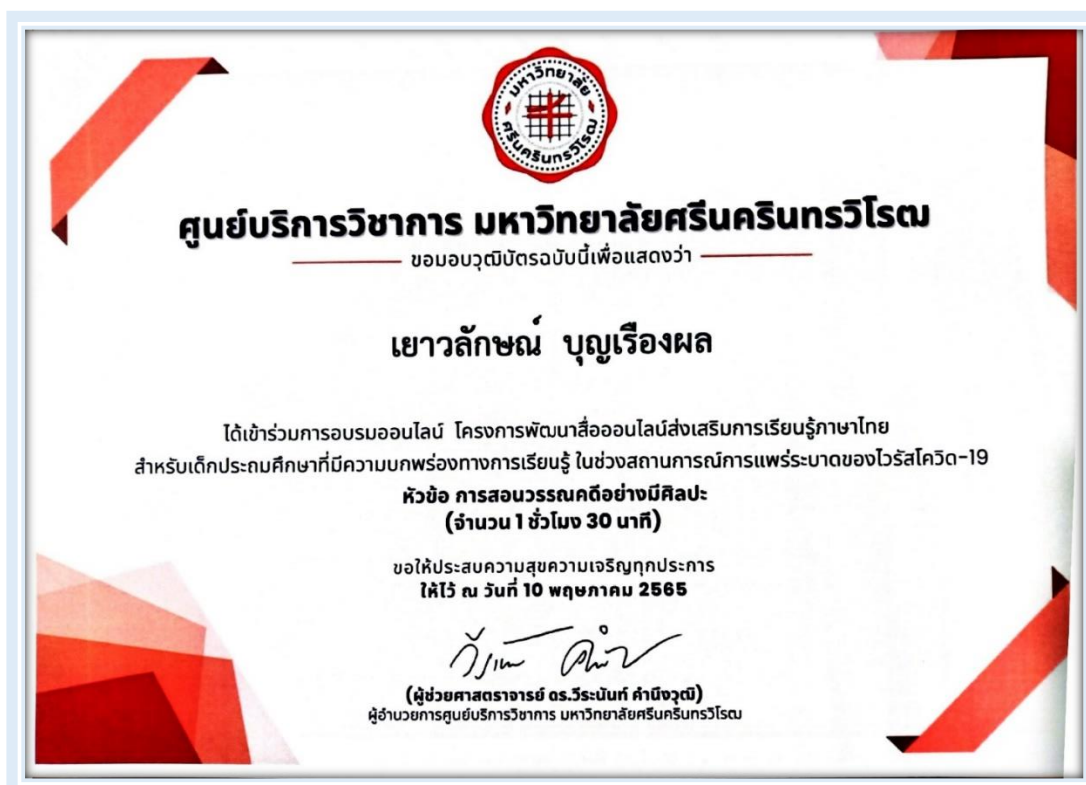 มหาวิทยาลัย
ศรีนครินทรวิโรฒ
ศูนย์บริการวิชาการ มหาวิทยาลัยศรีนครินทรวิโรฒ
ขอมอบวุฒิบัตรฉบับนี้เพื่อแสดงว่า
เยาวลักษณ์ บุญเรืองผล
ได้เข้าร่วมการอบรมออนไลน์ โครงการพัฒนาสื่อออนไลน์ส่งเสริมการเรียนรู้ภาษาไทย
สำหรับเด็กประถมศึกษาที่มีความบกพร่องทางการเรียนรู้ ในช่วงสถานการณ์การแพร่ระบาดของไวรัสโควิด-19
หัวข้อ การสอนวรรณคดีอย่างมีศิลปะ
(จำนวน 1 ชั่วโมง 30 นาที)
ขอให้ประสบความสุขความเจริญทุกประการ
ให้ไว้ ณ วันที่ 10 พฤษภาคม 2565
(ผู้ช่วยศาสตราจารย์ ดร.วีระนันท์ คำนึงวุฒิ)
ผู้อำนวยการศูนย์บริการวิชาการ มหาวิทยาลัยศรีนครินทรวิโรฒ